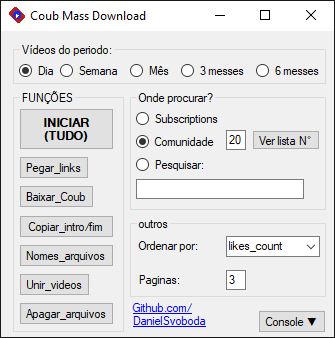 Coub Mass Download
Vídeos do periodo:
Dia Semana Mês 3 messes 6 messes
FUNÇÕES
INICIAR
(TUDO)
Pegar_links
Baixar_Coub
Copiar_intro/fim
Nomes_arquivos
Unir_videos
Apagar_arquivos
Onde procurar?
Subscriptions
Comunidade 20 Ver lista N°
Pesquisar:
outros
Ordenar por: likes_count
Paginas: 3
Github.com/
DanielSvoboda
Console ▼